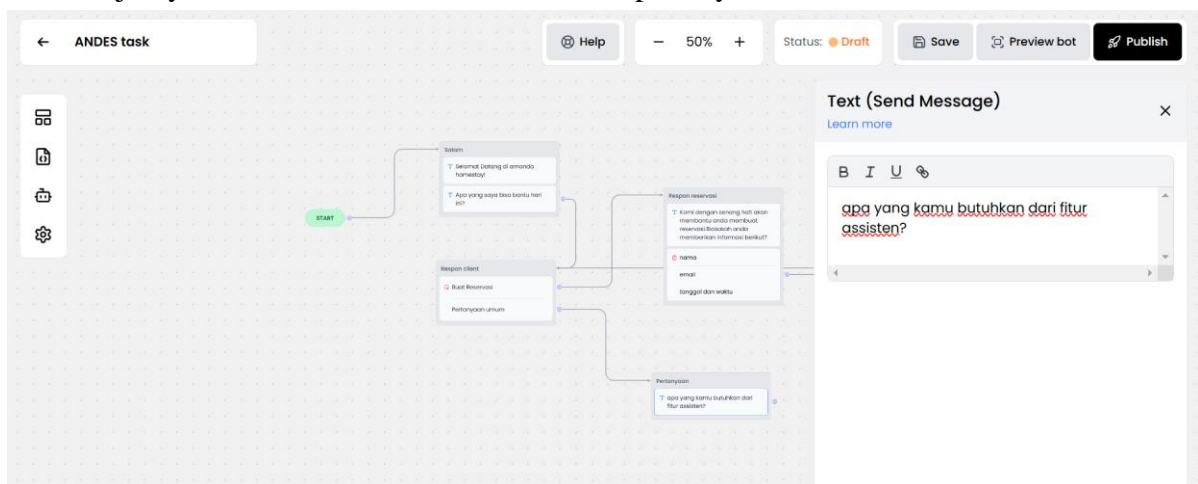 ANDES task
Help
50%
Status: Draft
Save
Preview bot
Publish
Text (Send Message)
Learn more
B I U
apa yang kamu butuhkan dari fitur
assisten?
START
Salam
Selamat Datang di amanda
homestay!
Apa yang saya bisa bantu hari
ini?
Respon client
Buat Reservasi
Pertanyaan umum
Respon reservasi
Kami dengan senang hati akan
membantu anda membuat
reservasi.Bisakah anda
memberikan informasi berikut?
nama
email
tanggal dan waktu
Pertanyaan
apa yang kamu butuhkan dari
fitur assisten?